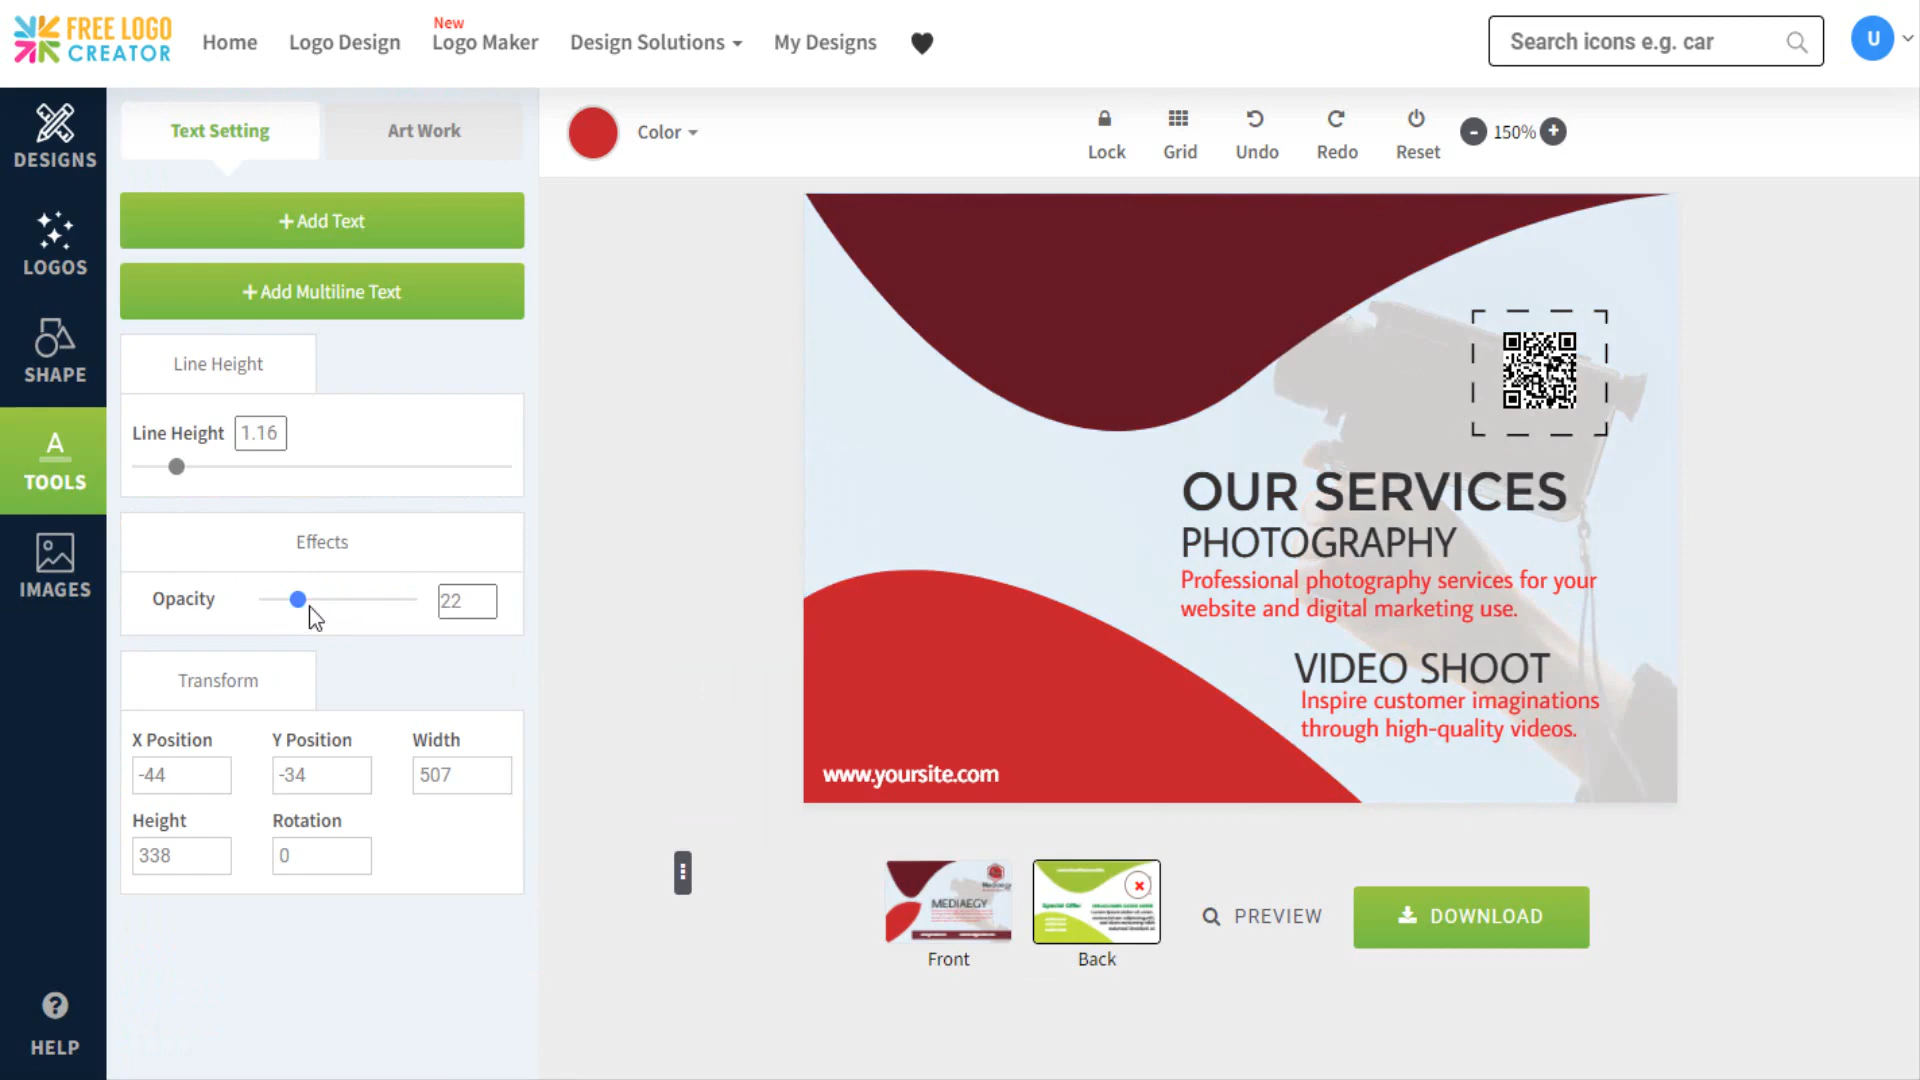 FREE LOGO
CREATOR
Home
Logo Design
New
Logo Maker
Design Solutions
My Designs
Search icons e.g. car
U
DESIGNS
LOGOS
SHAPE
A
TOOLS
IMAGES
?
HELP
Text Setting
Art Work
+ Add Text
+ Add Multiline Text
Line Height
Line Height 1.16
Effects
Opacity 22
Transform
X Position Y Position Width
-44 -34 507
Height Rotation
338 0
Color
Lock
Grid
Undo
Redo
Reset
- 150% +
OUR SERVICES
PHOTOGRAPHY
Professional photography services for your
website and digital marketing use.
VIDEO SHOOT
Inspire customer imaginations
through high-quality videos.
www.yoursite.com
MEDIAEGY
Front
Special Offer
Back
PREVIEW
DOWNLOAD